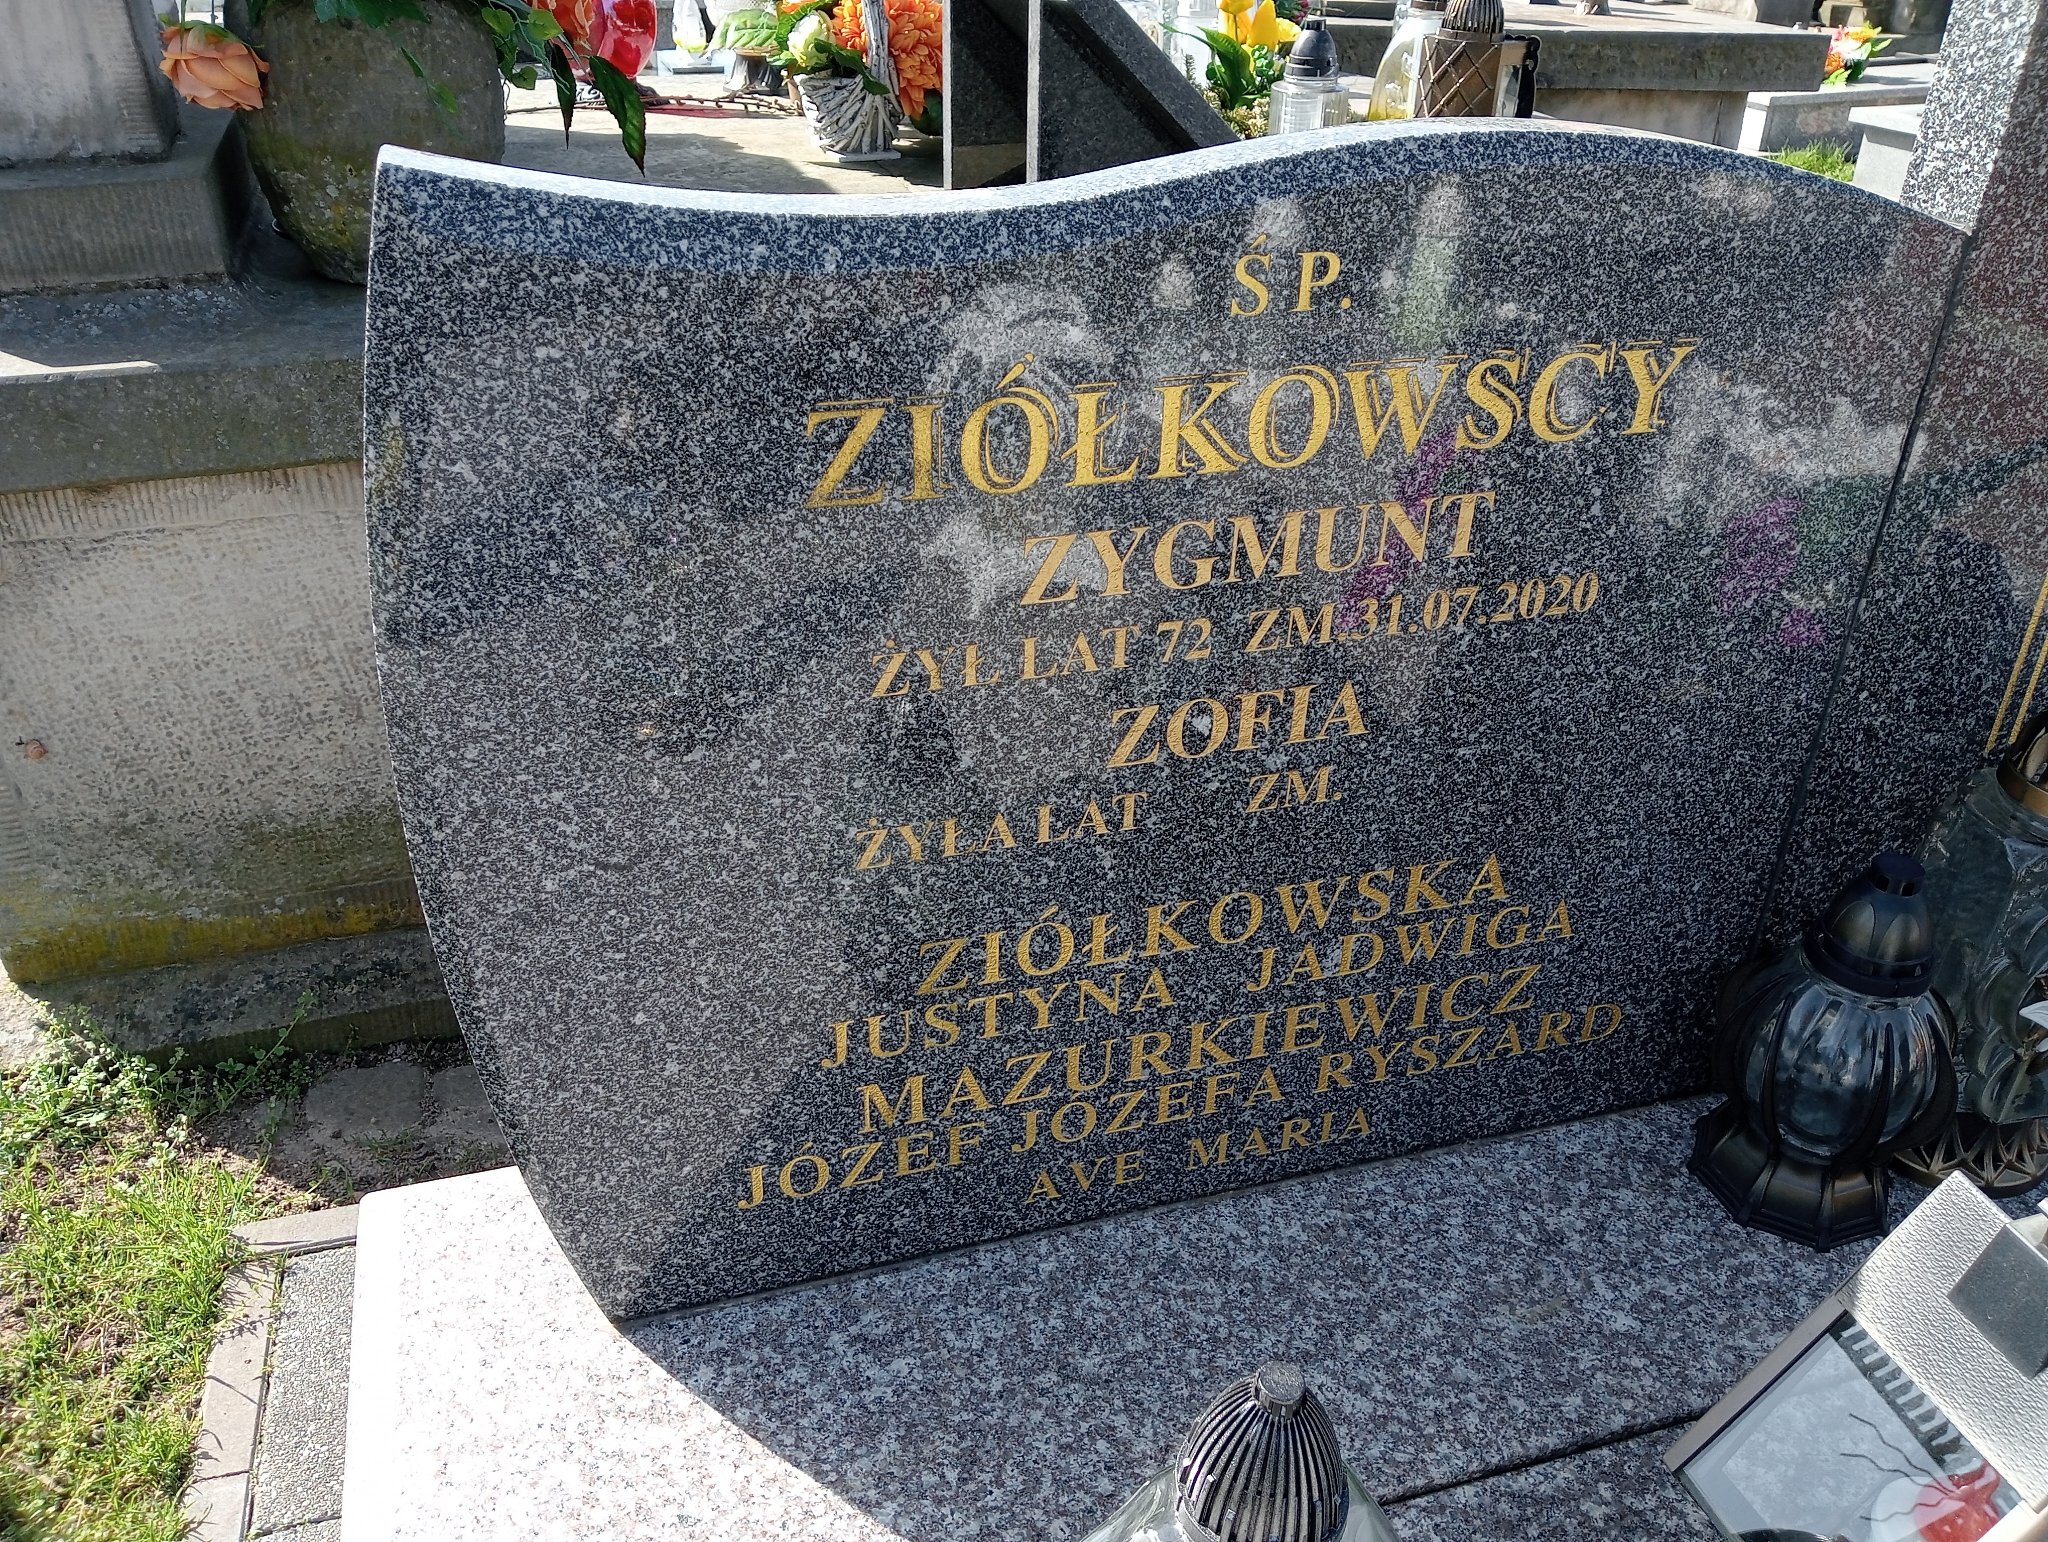 Ś P.
ZIÓŁKOWSCY
ZYGMUNT
ŻYŁ LAT 72 ZM.31.07.2020
ZOFIA
ŻYŁA LAT ZM.
ZIÓŁKOWSKA
JUSTYNA JADWIGA
MAZURKIEWICZ
JÓZEF JÓZEFA RYSZARD
AVE MARIA